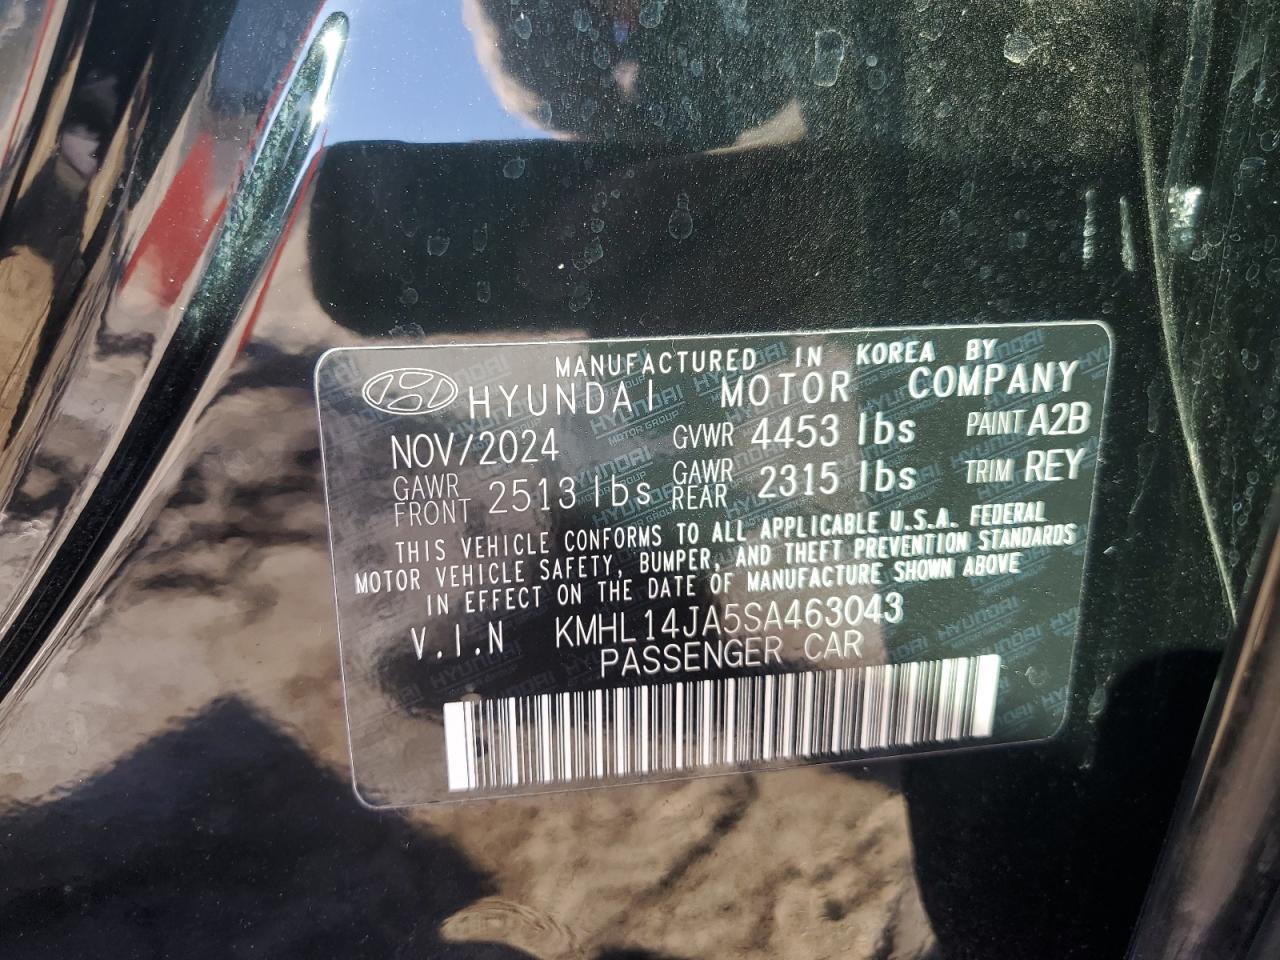 MANUFACTURED IN KOREA BY
HYUNDAI MOTOR COMPANY
NOV/2024 GVWR 4453 lbs PAINT A2B
GAWR FRONT 2513 lbs GAWR REAR 2315 lbs TRIM REY
THIS VEHICLE CONFORMS TO ALL APPLICABLE U.S.A. FEDERAL
MOTOR VEHICLE SAFETY, BUMPER, AND THEFT PREVENTION STANDARDS
IN EFFECT ON THE DATE OF MANUFACTURE SHOWN ABOVE
V.I.N KMHL14JA5SA463043
PASSENGER CAR